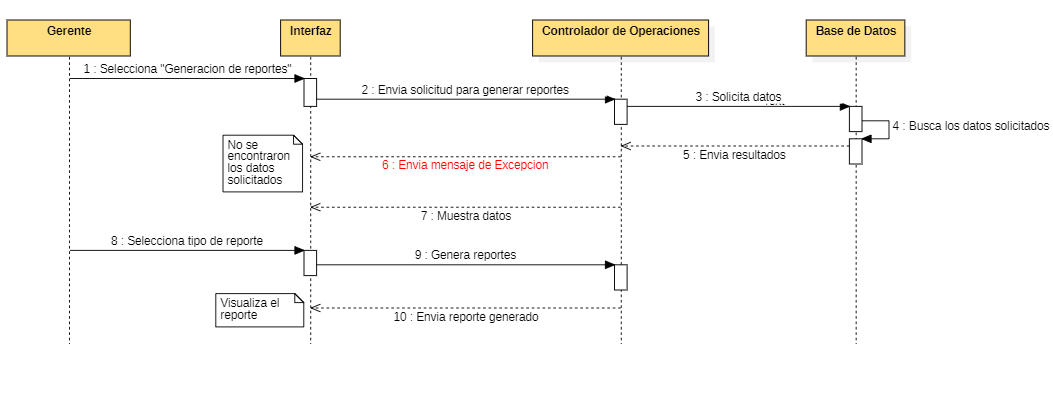 Gerente
Interfaz
Controlador de Operaciones
Base de Datos
1 : Selecciona "Generacion de reportes"
2 : Envia solicitud para generar reportes
3 : Solicita datos
4 : Busca los datos solicitados
5 : Envia resultados
No se
encontraron
los datos
solicitados
6 : Envia mensaje de Excepcion
7 : Muestra datos
8 : Selecciona tipo de reporte
9 : Genera reportes
Visualiza el
reporte
10 : Envia reporte generado